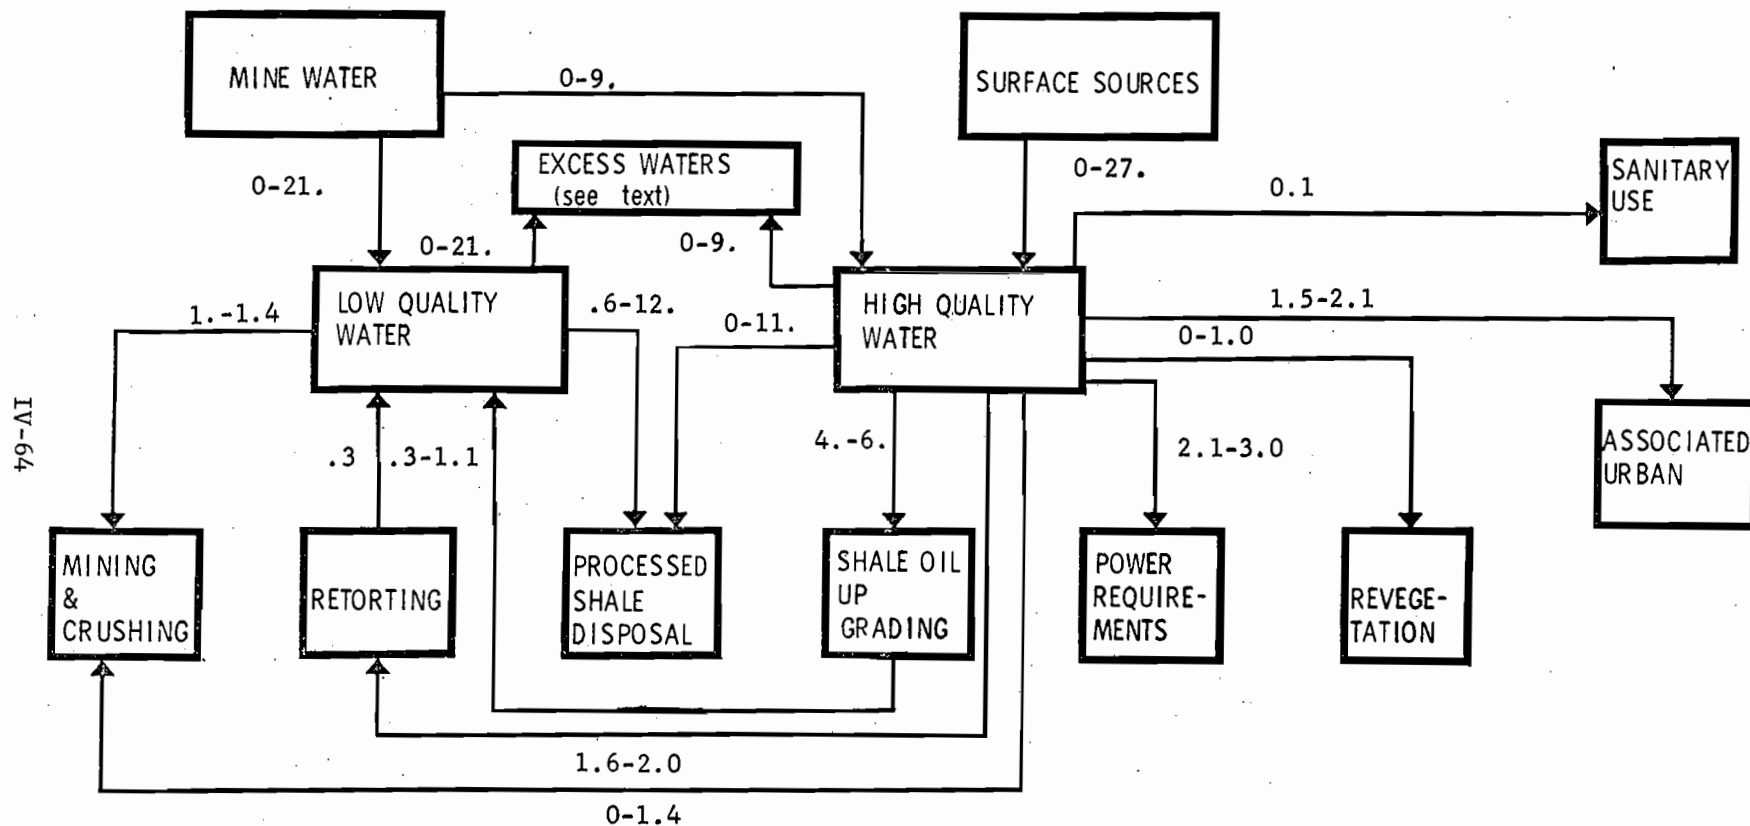 MINE WATER
0-9.
SURFACE SOURCES
0-21.
EXCESS WATERS
(see text)
0-27.
0.1
SANITARY
USE
0-21.
0-9.
1.-1.4
LOW QUALITY
WATER
.6-12.
0-11.
HIGH QUALITY
WATER
1.5-2.1
0-1.0
IV-64
.3
.3-1.1
4.-6.
2.1-3.0
ASSOCIATED
URBAN
MINING
&
CRUSHING
RETORTING
PROCESSED
SHALE
DISPOSAL
SHALE OIL
UP
GRADING
POWER
REQUIRE-
MENTS
REVEGE-
TATION
1.6-2.0
0-1.4